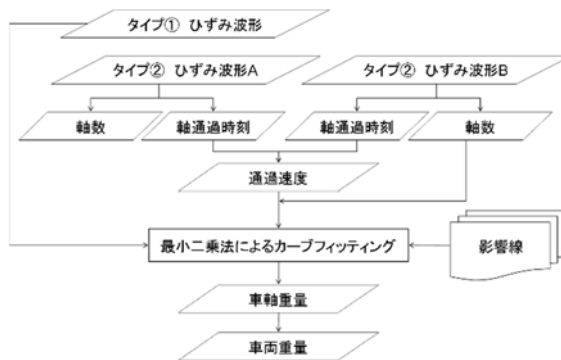 タイプ① ひずみ波形
タイプ② ひずみ波形A
タイプ② ひずみ波形B
軸数
軸通過時刻
軸通過時刻
軸数
通過速度
最小二乗法によるカーブフィッティング
影響線
車軸重量
車両重量